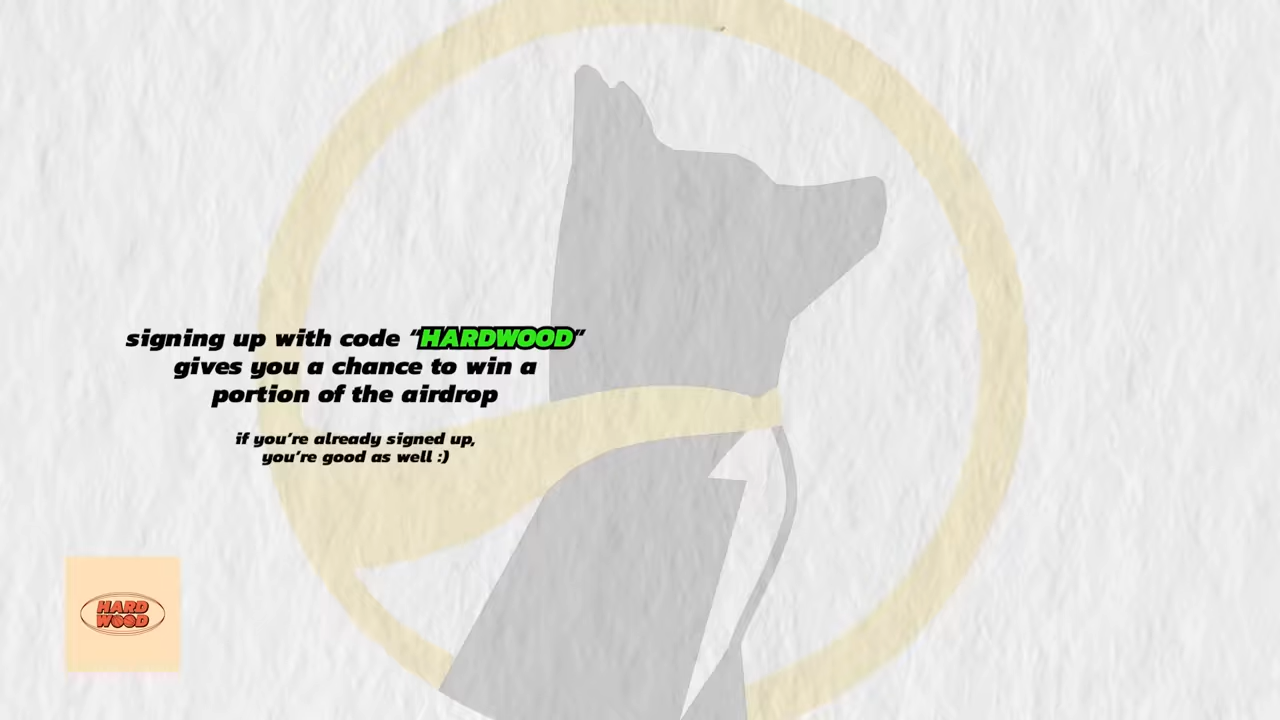 signing up with code “HARDWOOD”
gives you a chance to win a
portion of the airdrop
if you’re already signed up,
you’re good as well :)
HARD
WOOD